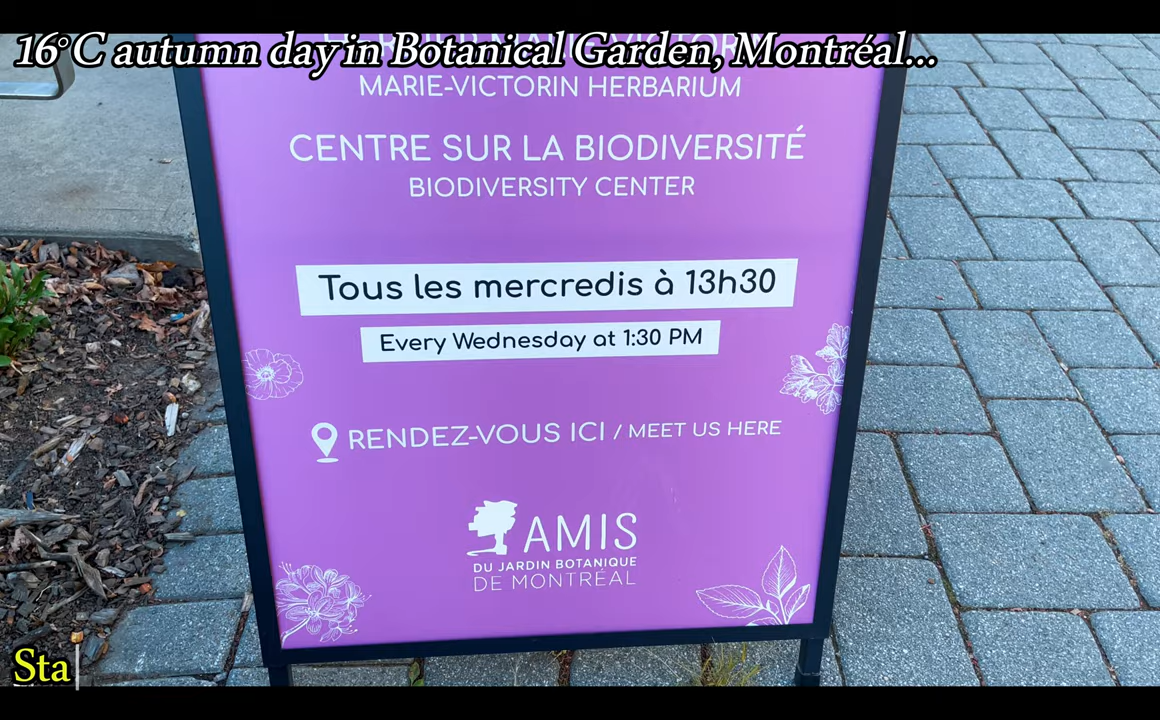 16°C autumn day in Botanical Garden, Montréal...
MARIE-VICTORIN HERBARIUM
CENTRE SUR LA BIODIVERSITÉ
BIODIVERSITY CENTER
Tous les mercredis à 13h30
Every Wednesday at 1:30 PM
RENDEZ-VOUS ICI / MEET US HERE
AMIS
DU JARDIN BOTANIQUE
DE MONTRÉAL
Sta